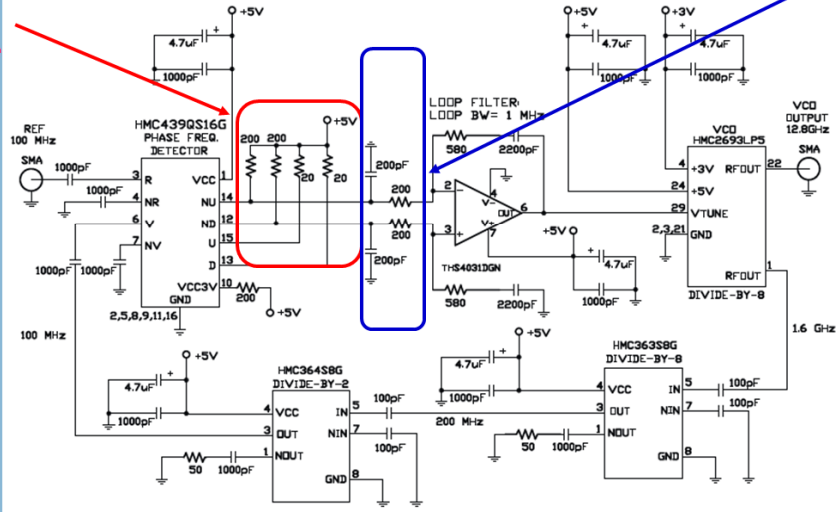 +5V
+5V
+3V
4.7uF
+
1000pF
+
4.7uF
1000pF
+
4.7uF
1000pF
REF
100 MHz
SMA
1000pF
1000pF
1000pF
1000pF
100 MHz
HMC439QS16G
PHASE FREQ.
DETECTOR
3 R
4 NR
6 V
7 NV
VCC 1
NU 14
ND 12
U 15
D 13
VCC3V 10
GND
2,5,8,9,11,16
200
+5V
200 200
+5V
20
20
200pF
200
200
200pF
LOOP FILTER:
LOOP BW= 1 MHz
580
2200pF
2 -
3 +
4
V-
OUT 6
V+
7
THS4031DGN
580
2200pF
+5V
+
4.7uF
1000pF
VCO
HMC2693LP5
4 +3V
24 +5V
29 VTUNE
2,3,21 GND
RFOUT 22
RFOUT 1
DIVIDE-BY-8
VCO
OUTPUT
12.8GHz
SMA
1.6 GHz
+5V
4.7uF
+
1000pF
HMC364S8G
DIVIDE-BY-2
4 VCC
3 OUT
1 NOUT
IN 5
NIN 7
GND 8
50
1000pF
100pF
100pF
200 MHz
+5V
4.7uF
+
1000pF
HMC363S8G
DIVIDE-BY-8
4 VCC
3 OUT
1 NOUT
IN 5
NIN 7
GND 8
50
1000pF
100pF
100pF